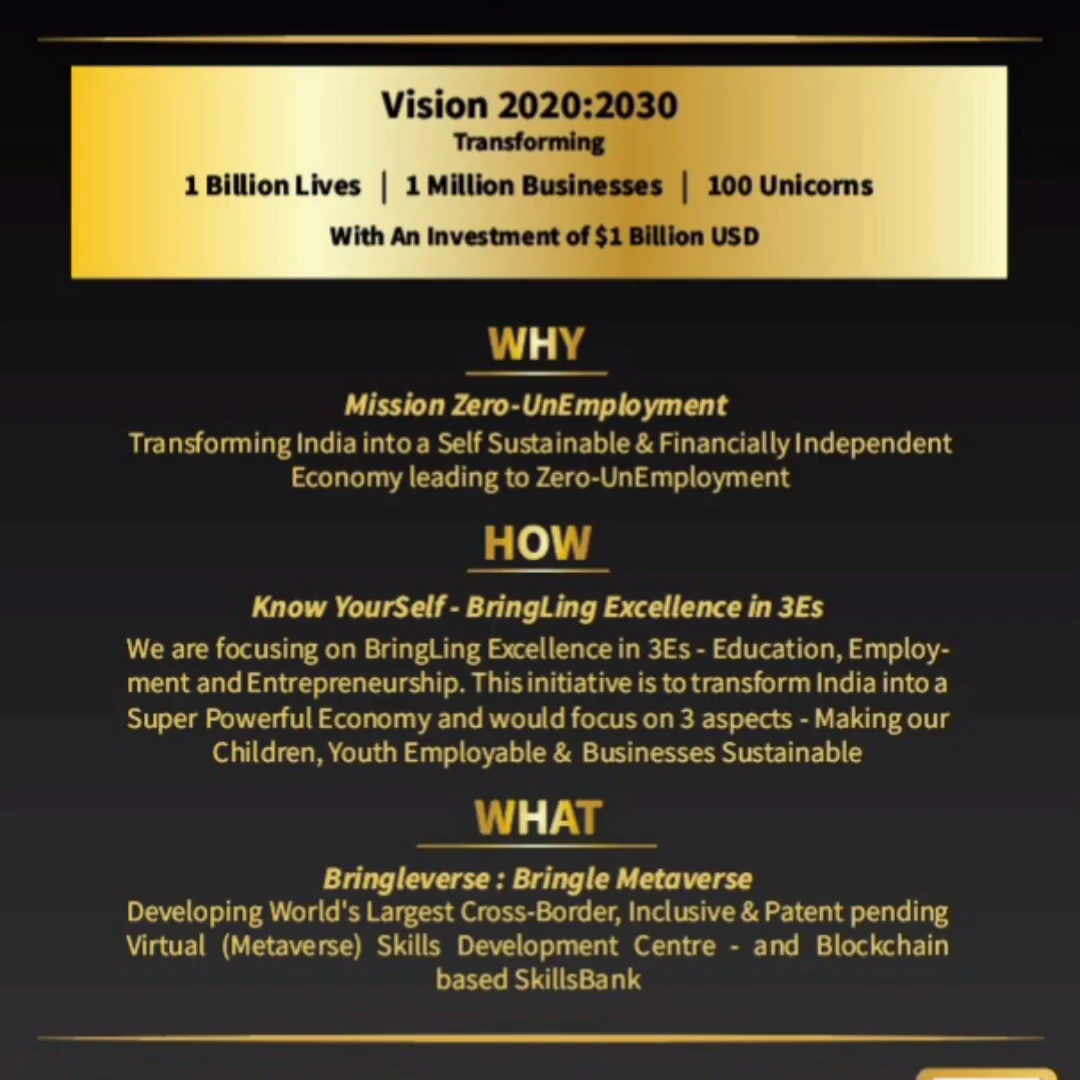 Vision 2020:2030
Transforming
1 Billion Lives | 1 Million Businesses | 100 Unicorns
With An Investment of $1 Billion USD
WHY
Mission Zero-UnEmployment
Transforming India into a Self Sustainable & Financially Independent
Economy leading to Zero-UnEmployment
HOW
Know YourSelf - BringLing Excellence in 3Es
We are focusing on BringLing Excellence in 3Es - Education, Employ-
ment and Entrepreneurship. This initiative is to transform India into a
Super Powerful Economy and would focus on 3 aspects - Making our
Children, Youth Employable & Businesses Sustainable
WHAT
Bringleverse : Bringle Metaverse
Developing World's Largest Cross-Border, Inclusive & Patent pending
Virtual (Metaverse) Skills Development Centre - and Blockchain
based SkillsBank